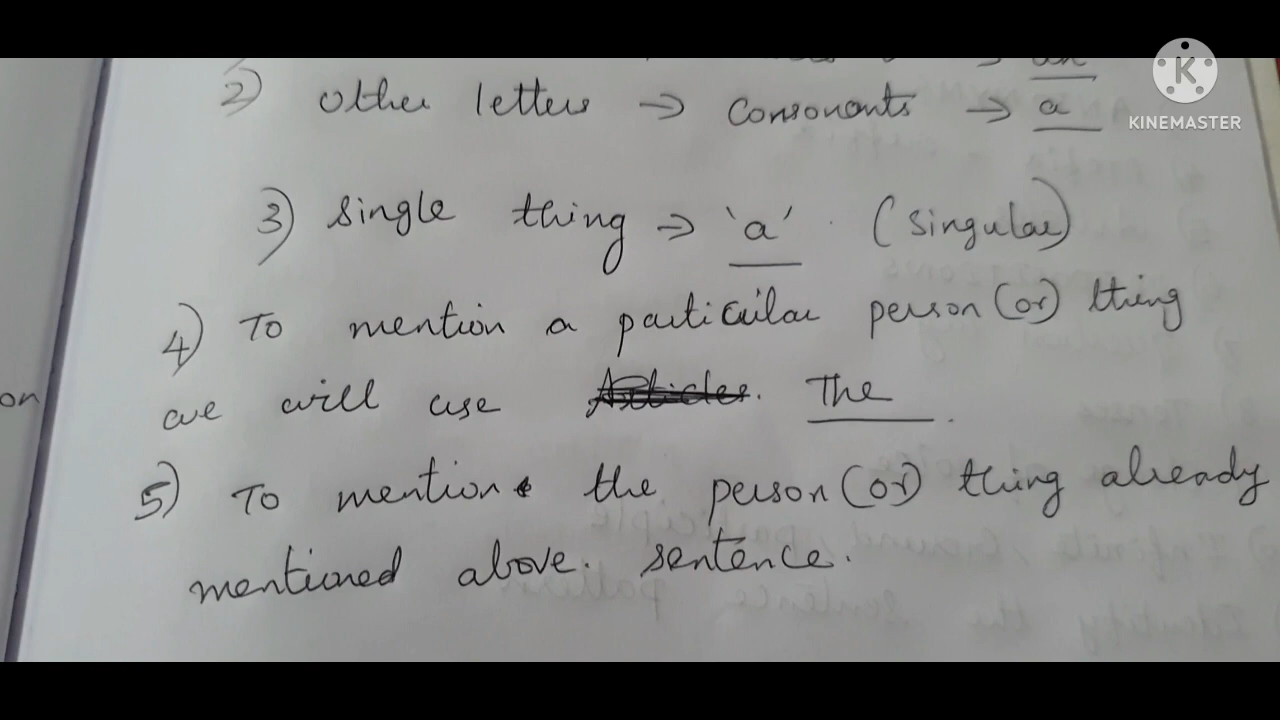 2) other letters → consonants → a
KINEMASTER
3) single thing → 'a' . (singular)
4) To mention a particular person (or) thing
we will use The .
on
5) To mention the person (or) thing already
mentioned above. sentence.